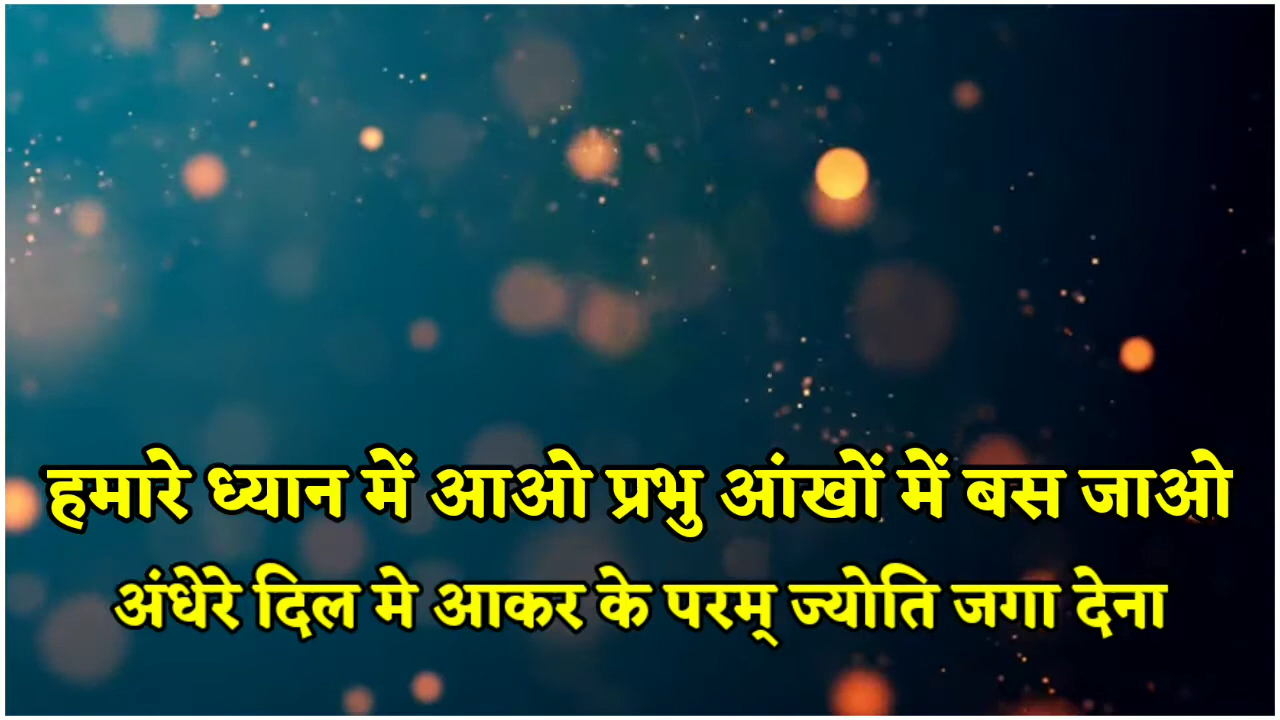 हमारे ध्यान में आओ प्रभु आंखों में बस जाओ
अंधेरे दिल मे आकर के परम् ज्योति जगा देना